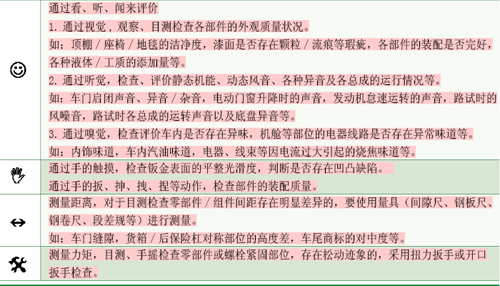 通过看、听、闻来评价
1. 通过视觉，观察、目测检查各部件的外观质量状况。
如：顶棚／座椅／地毯的洁净度，漆面是否存在颗粒／流痕等瑕疵，各部件的装配是否完好，
各种液体／工质的添加量等。
2. 通过听觉，检查、评价静态机能、动态风音、各种异音及各总成的运行情况等。
如：车门启闭声音、异音／杂音，电动门窗升降时的声音，发动机怠速运转的声音，路试时的
风噪音，路试时各总成的运转声音以及底盘异音等。
3. 通过嗅觉，检查评价车内是否存在异味，机舱等部位的电器线路是否存在异常味道等。
如：内饰味道，车内汽油味道，电器、线束等因电流过大引起的烧焦味道等。
通过手的触摸，检查钣金表面的平整光滑度，判断是否存在凹凸缺陷。
通过手的扳、抻、拽、捏等动作，检查部件的装配质量。
测量距离，对于目测检查零部件／组件间距存在明显差异的，要使用量具（间隙尺、钢板尺、
钢卷尺、段差规等）进行测量。
如：车门缝隙，货箱／后保险杠对称部位的高度差，车尾商标的对中度等。
测量力矩，目测、手摇检查零部件或螺栓紧固部位，存在松动迹象的，采用扭力扳手或开口
扳手检查。